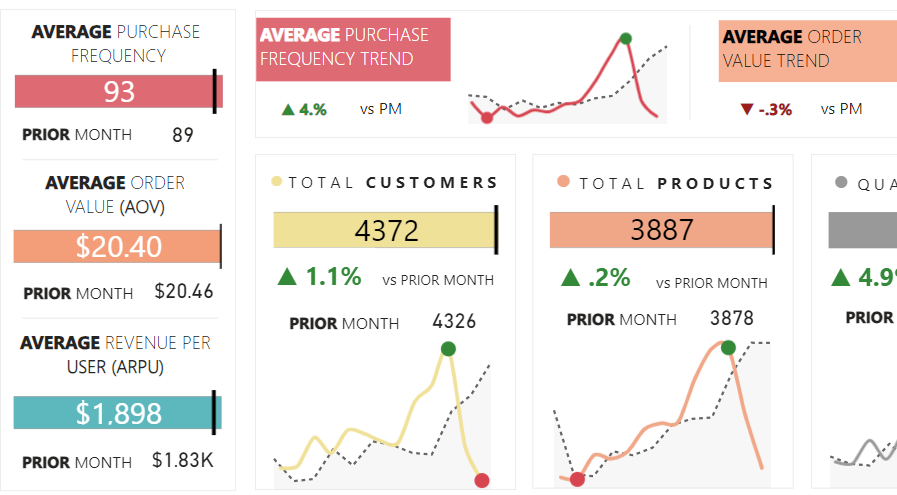 AVERAGE PURCHASE
FREQUENCY
93
PRIOR MONTH 89
AVERAGE ORDER
VALUE (AOV)
$20.40
PRIOR MONTH $20.46
AVERAGE REVENUE PER
USER (ARPU)
$1,898
PRIOR MONTH $1.83K
AVERAGE PURCHASE
FREQUENCY TREND
▲ 4.% vs PM
AVERAGE ORDER
VALUE TREND
▼ -.3% vs PM
TOTAL CUSTOMERS
4372
▲ 1.1% vs PRIOR MONTH
PRIOR MONTH 4326
TOTAL PRODUCTS
3887
▲ .2% vs PRIOR MONTH
PRIOR MONTH 3878
QUA
▲ 4.9
PRIOR